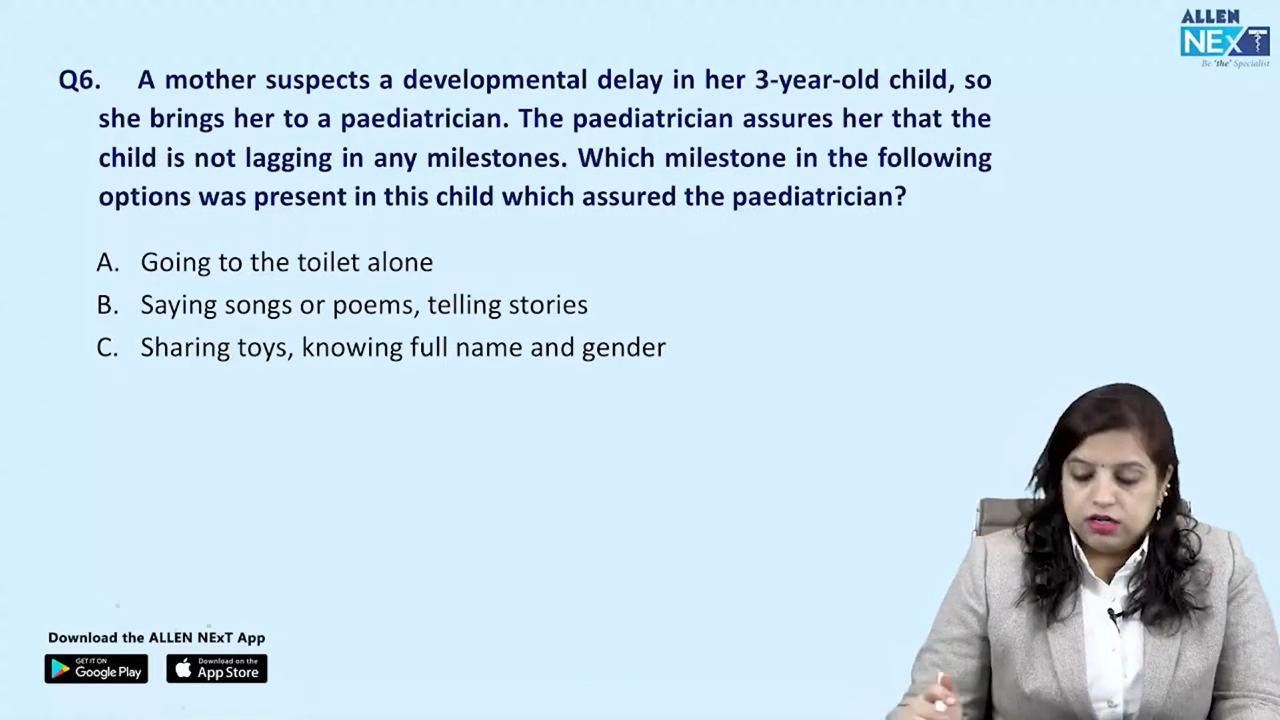 ALLEN
NEXT
Be 'the' Specialist
Q6. A mother suspects a developmental delay in her 3-year-old child, so
she brings her to a paediatrician. The paediatrician assures her that the
child is not lagging in any milestones. Which milestone in the following
options was present in this child which assured the paediatrician?
A. Going to the toilet alone
B. Saying songs or poems, telling stories
C. Sharing toys, knowing full name and gender
Download the ALLEN NExT App
GET IT ON
Google Play
Download on the
App Store